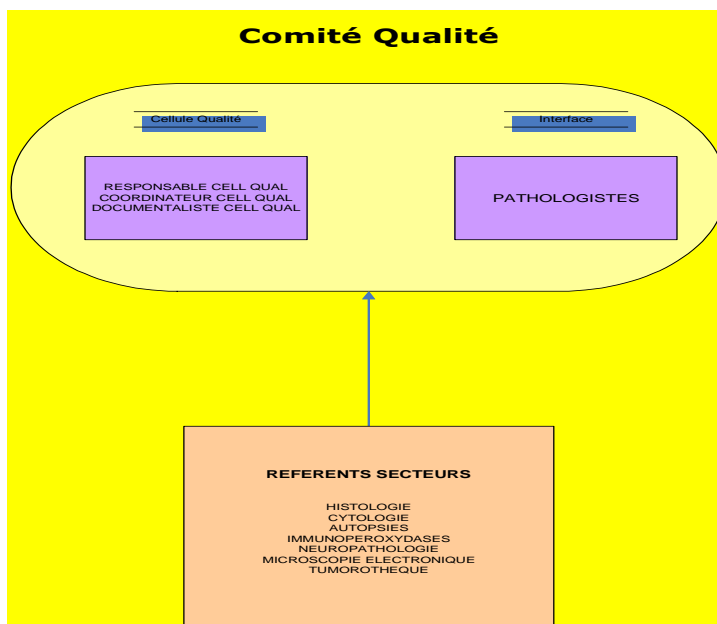 Comité Qualité
Cellule Qualité
Interface
RESPONSABLE CELL QUAL
COORDINATEUR CELL QUAL
DOCUMENTALISTE CELL QUAL
PATHOLOGISTES
REFERENTS SECTEURS
HISTOLOGIE
CYTOLOGIE
AUTOPSIES
IMMUNOPEROXYDASES
NEUROPATHOLOGIE
MICROSCOPIE ELECTRONIQUE
TUMOROTHEQUE